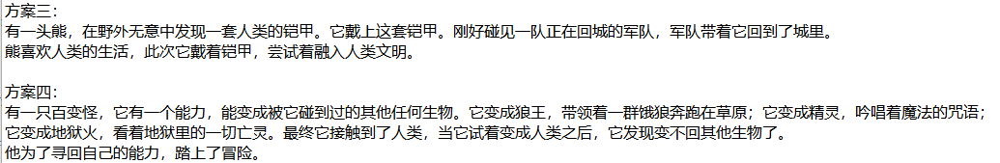 方案三：
有一头熊，在野外无意中发现一套人类的铠甲。它戴上这套铠甲。刚好碰见一队正在回城的军队，军队带着它回到了城里。
熊喜欢人类的生活，此次它戴着铠甲，尝试着融入人类文明。
方案四：
有一只百变怪，它有一个能力，能变成被它碰到过的其他任何生物。它变成狼王，带领着一群饿狼奔跑在草原；它变成精灵，吟唱着魔法的咒语；
它变成地狱火，看着地狱里的一切亡灵。最终它接触到了人类，当它试着变成人类之后，它发现变不回其他生物了。
他为了寻回自己的能力，踏上了冒险。